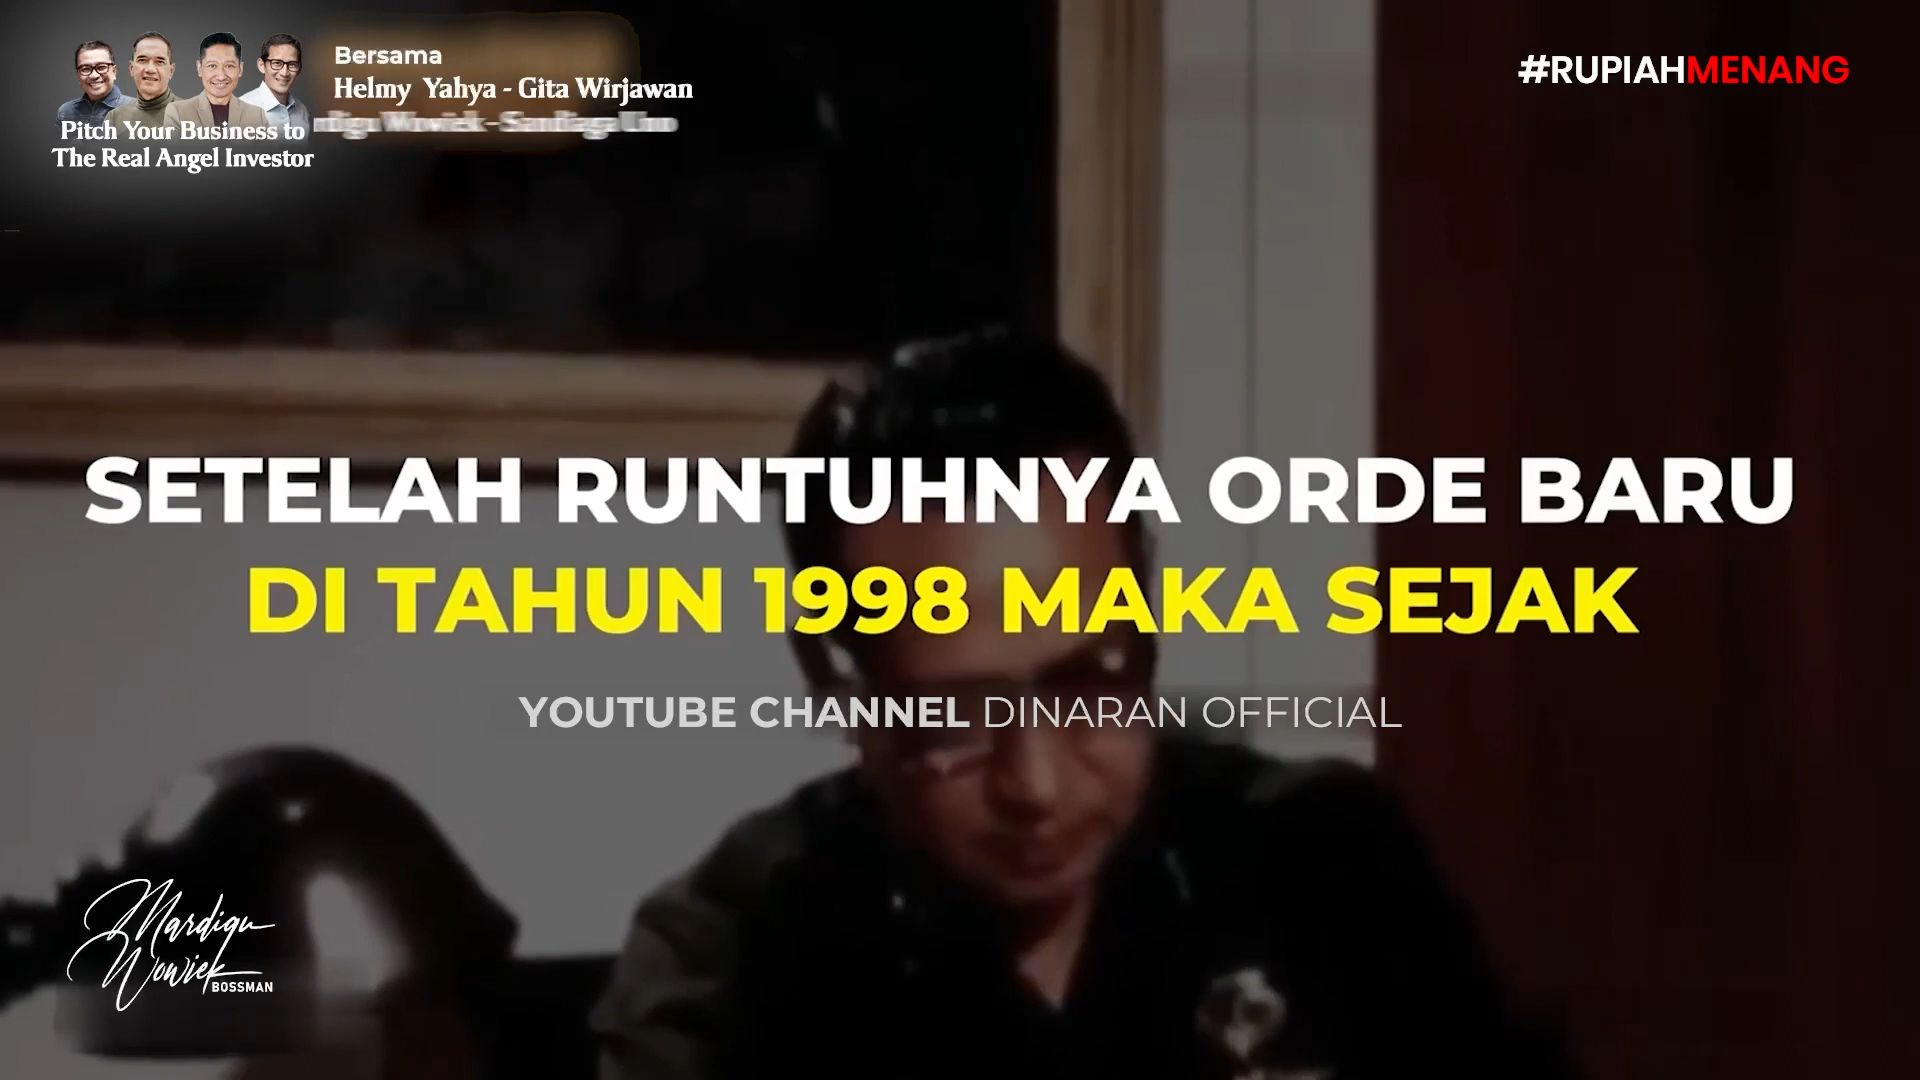 Bersama
Helmy Yahya - Gita Wirjawan
Pitch Your Business to
The Real Angel Investor
#RUPIAHMENANG
SETELAH RUNTUHNYA ORDE BARU
DI TAHUN 1998 MAKA SEJAK
YOUTUBE CHANNEL DINARAN OFFICIAL
Mardigu
Wowiek
BOSSMAN